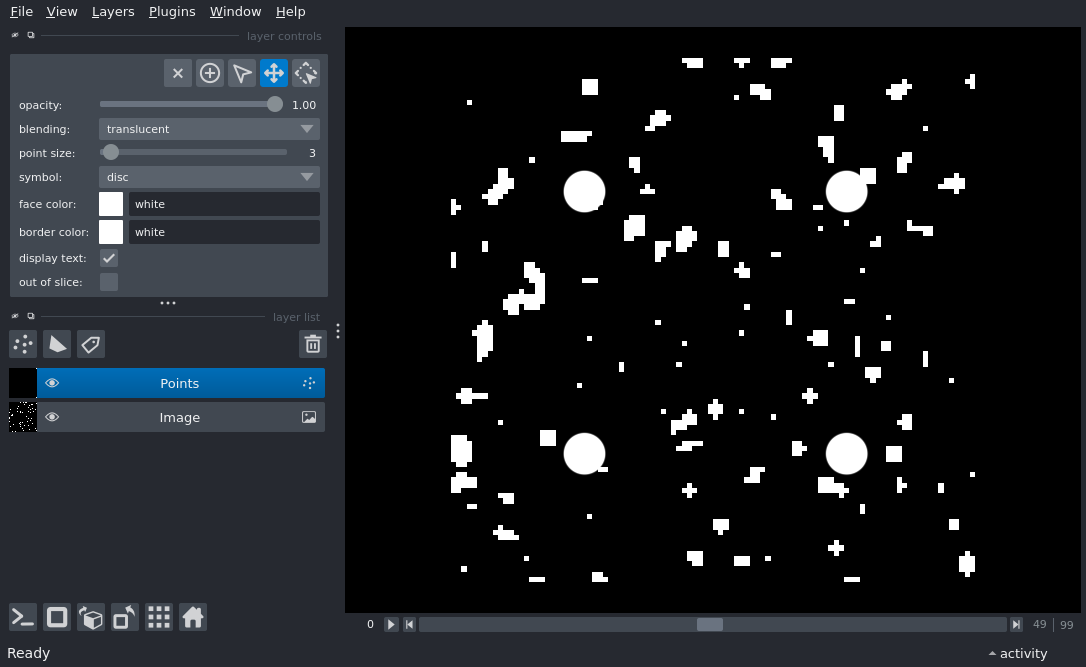 File View Layers Plugins Window Help
layer controls
opacity: 1.00
blending: translucent
point size: 3
symbol: disc
face color: white
border color: white
display text:
out of slice:
layer list
Points
Image
0 49 99
Ready activity